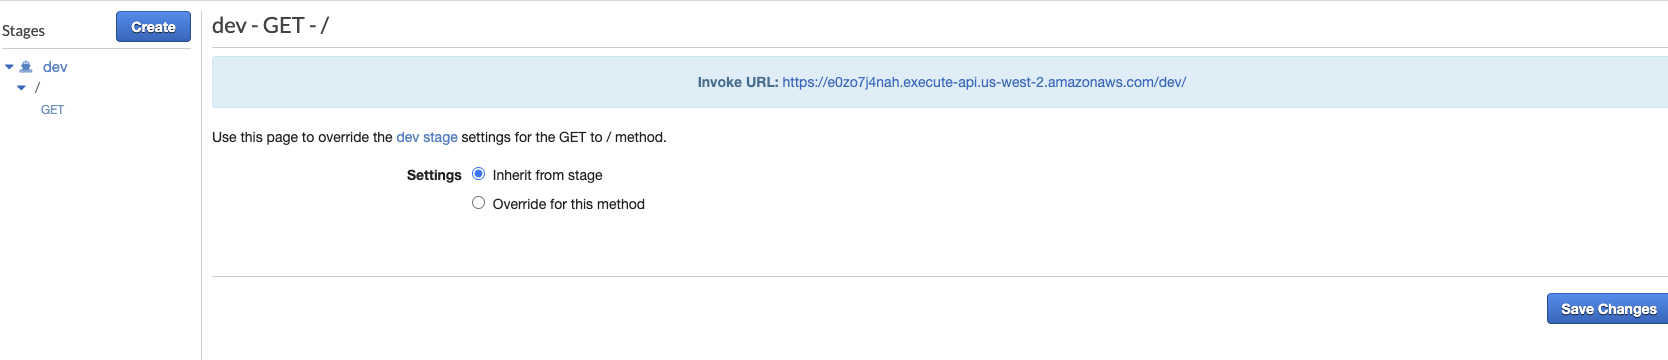 Stages
Create
dev
/
GET
dev - GET - /
Invoke URL: https://e0zo7j4nah.execute-api.us-west-2.amazonaws.com/dev/
Use this page to override the dev stage settings for the GET to / method.
Settings
Inherit from stage
Override for this method
Save Changes